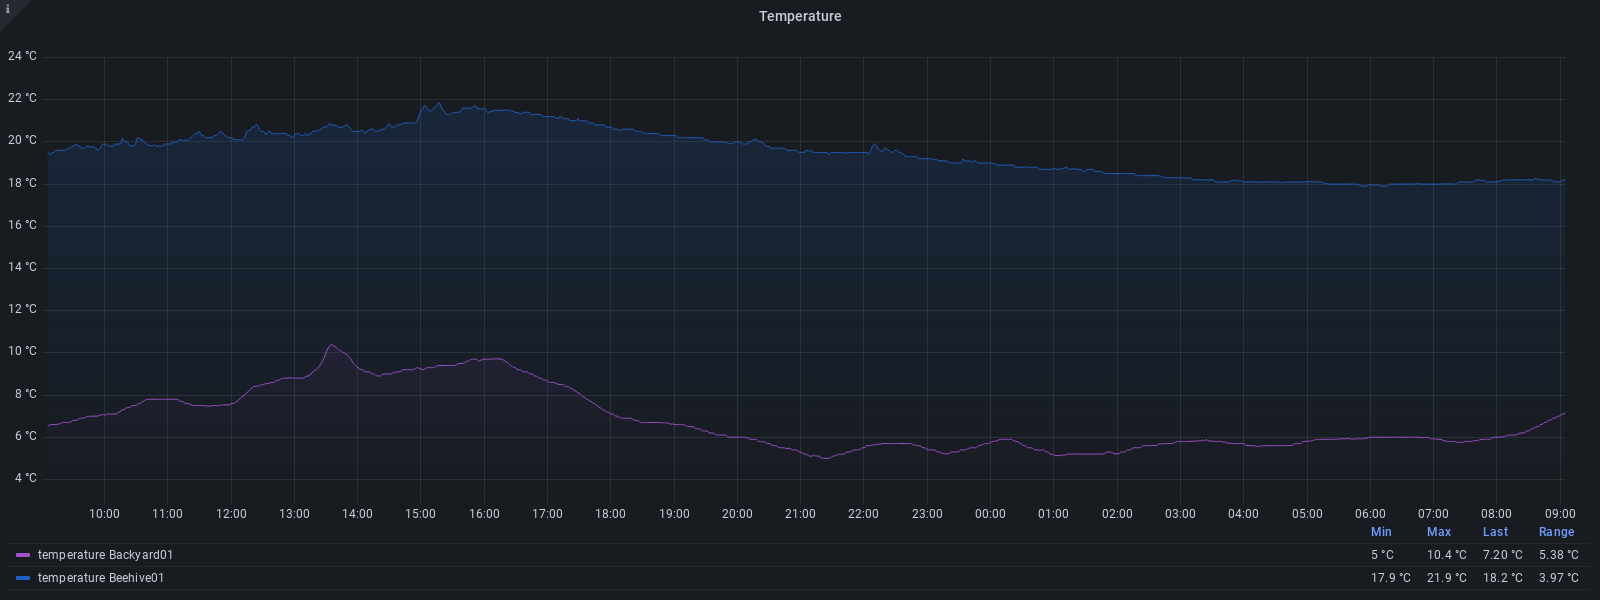 i
Temperature
24 °C
22 °C
20 °C
18 °C
16 °C
14 °C
12 °C
10 °C
8 °C
6 °C
4 °C
10:00 11:00 12:00 13:00 14:00 15:00 16:00 17:00 18:00 19:00 20:00 21:00 22:00 23:00 00:00 01:00 02:00 03:00 04:00 05:00 06:00 07:00 08:00 09:00
Min Max Last Range
temperature Backyard01 5 °C 10.4 °C 7.20 °C 5.38 °C
temperature Beehive01 17.9 °C 21.9 °C 18.2 °C 3.97 °C